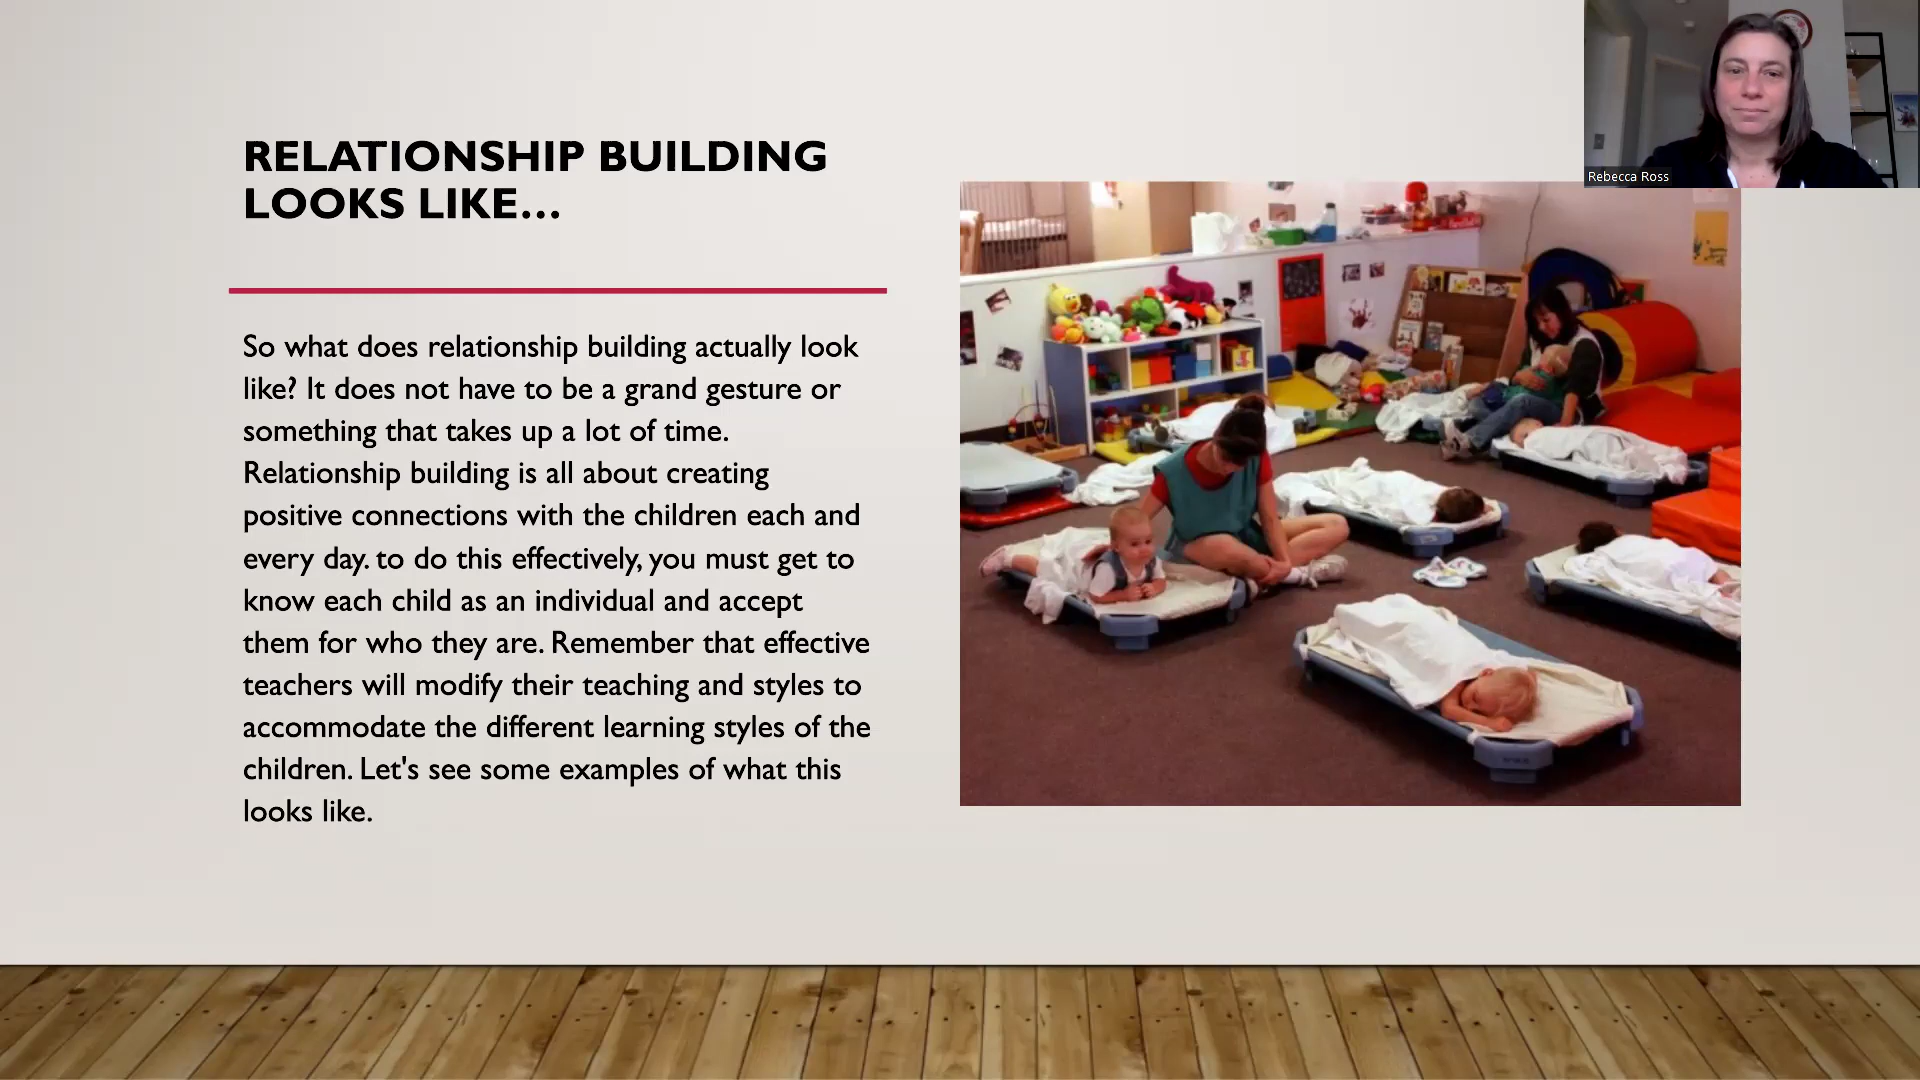 RELATIONSHIP BUILDING
LOOKS LIKE...
So what does relationship building actually look
like? It does not have to be a grand gesture or
something that takes up a lot of time.
Relationship building is all about creating
positive connections with the children each and
every day. to do this effectively, you must get to
know each child as an individual and accept
them for who they are. Remember that effective
teachers will modify their teaching and styles to
accommodate the different learning styles of the
children. Let's see some examples of what this
looks like.
Rebecca Ross